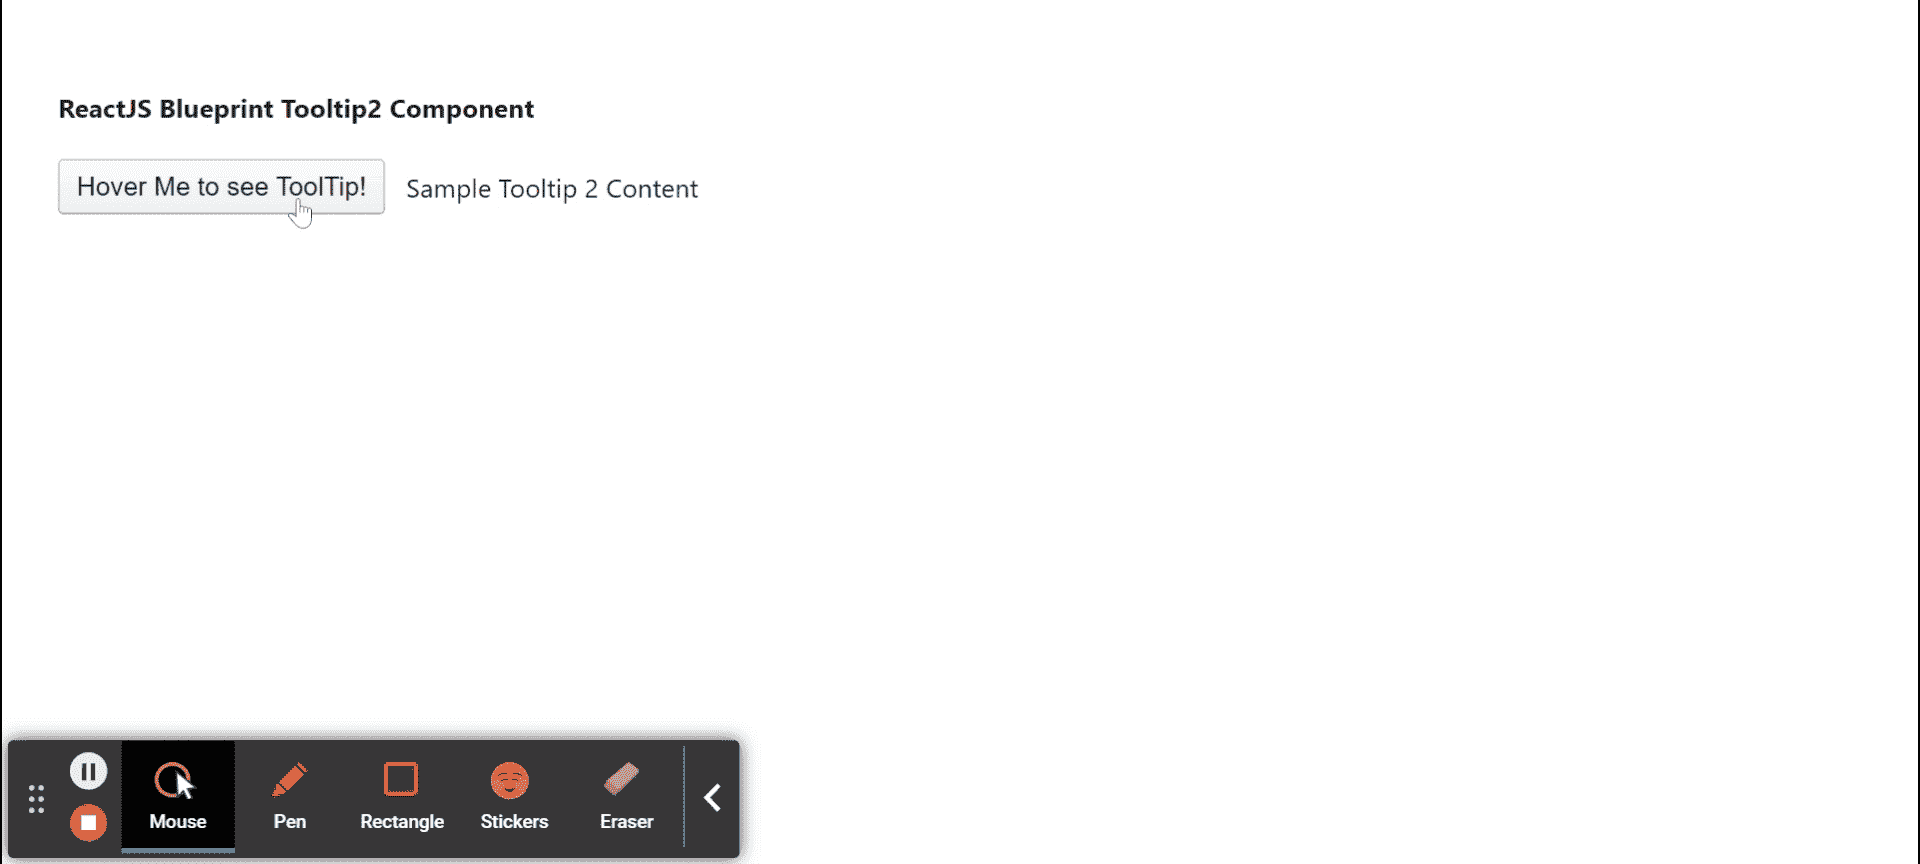 ReactJS Blueprint Tooltip2 Component
Hover Me to see ToolTip! Sample Tooltip 2 Content
Mouse Pen Rectangle Stickers Eraser